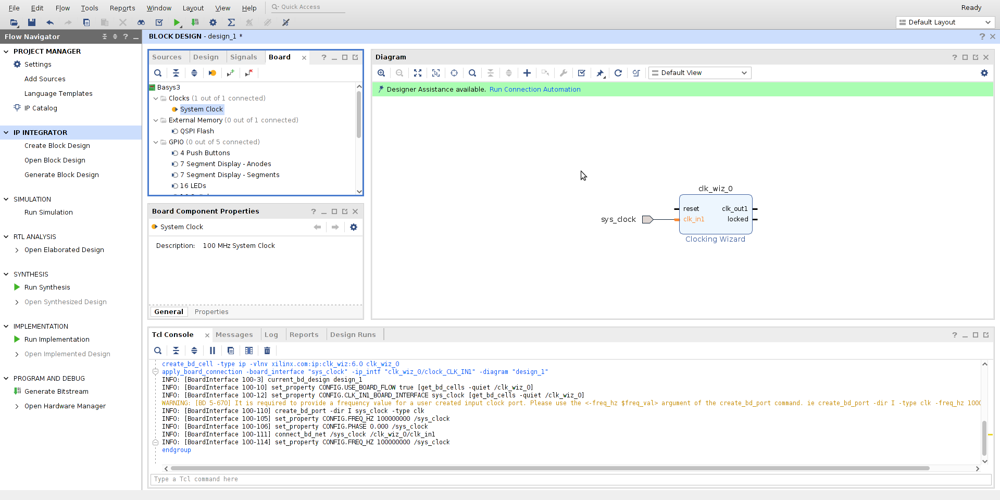 File Edit Flow Tools Reports Window Layout View Help Quick Access Ready
Default Layout
Flow Navigator
PROJECT MANAGER
Settings
Add Sources
Language Templates
IP Catalog
IP INTEGRATOR
Create Block Design
Open Block Design
Generate Block Design
SIMULATION
Run Simulation
RTL ANALYSIS
Open Elaborated Design
SYNTHESIS
Run Synthesis
Open Synthesized Design
IMPLEMENTATION
Run Implementation
Open Implemented Design
PROGRAM AND DEBUG
Generate Bitstream
Open Hardware Manager
BLOCK DESIGN - design_1 *
Sources Design Signals Board
Basys3
Clocks (1 out of 1 connected)
System Clock
External Memory (0 out of 1 connected)
QSPI Flash
GPIO (0 out of 5 connected)
4 Push Buttons
7 Segment Display - Anodes
7 Segment Display - Segments
16 LEDs
Board Component Properties
System Clock
Description: 100 MHz System Clock
General Properties
Diagram
Default View
Designer Assistance available. Run Connection Automation
clk_wiz_0
reset clk_out1
sys_clock clk_in1 locked
Clocking Wizard
Tcl Console Messages Log Reports Design Runs
create_bd_cell -type ip -vlnv xilinx.com:ip:clk_wiz:6.0 clk_wiz_0
apply_board_connection -board_interface "sys_clock" -ip_intf "clk_wiz_0/clock_CLK_IN1" -diagram "design_1"
INFO: [BoardInterface 100-3] current_bd_design design_1
INFO: [BoardInterface 100-10] set_property CONFIG.USE_BOARD_FLOW true [get_bd_cells -quiet /clk_wiz_0]
INFO: [BoardInterface 100-12] set_property CONFIG.CLK_IN1_BOARD_INTERFACE sys_clock [get_bd_cells -quiet /clk_wiz_0]
WARNING: [BD 5-670] It is required to provide a frequency value for a user created input clock port. Please use the <-freq_hz $freq_val> argument of the create_bd_port command. ie create_bd_port -dir I -type clk -freq_hz 1000
INFO: [BoardInterface 100-110] create_bd_port -dir I sys_clock -type clk
INFO: [BoardInterface 100-105] set_property CONFIG.FREQ_HZ 100000000 /sys_clock
INFO: [BoardInterface 100-106] set_property CONFIG.PHASE 0.000 /sys_clock
INFO: [BoardInterface 100-111] connect_bd_net /sys_clock /clk_wiz_0/clk_in1
INFO: [BoardInterface 100-114] set_property CONFIG.FREQ_HZ 100000000 /sys_clock
endgroup
Type a Tcl command here